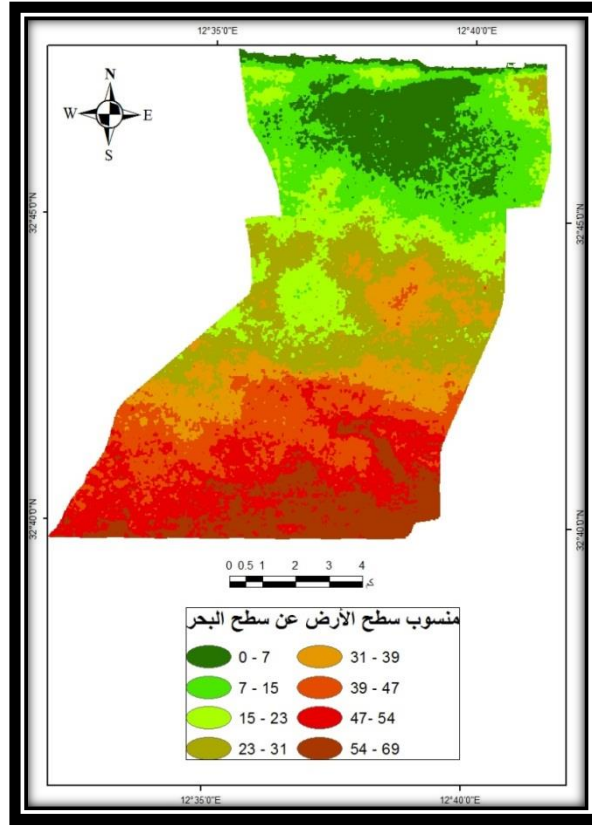 12°35'0"E 12°40'0"E
N
W E
S
32°45'0"N 32°45'0"N
32°40'0"N 32°40'0"N
0 0.5 1 2 3 4
كم
منسوب سطح الأرض عن سطح البحر
0 - 7 31 - 39
7 - 15 39 - 47
15 - 23 47- 54
23 - 31 54 - 69
12°35'0"E 12°40'0"E